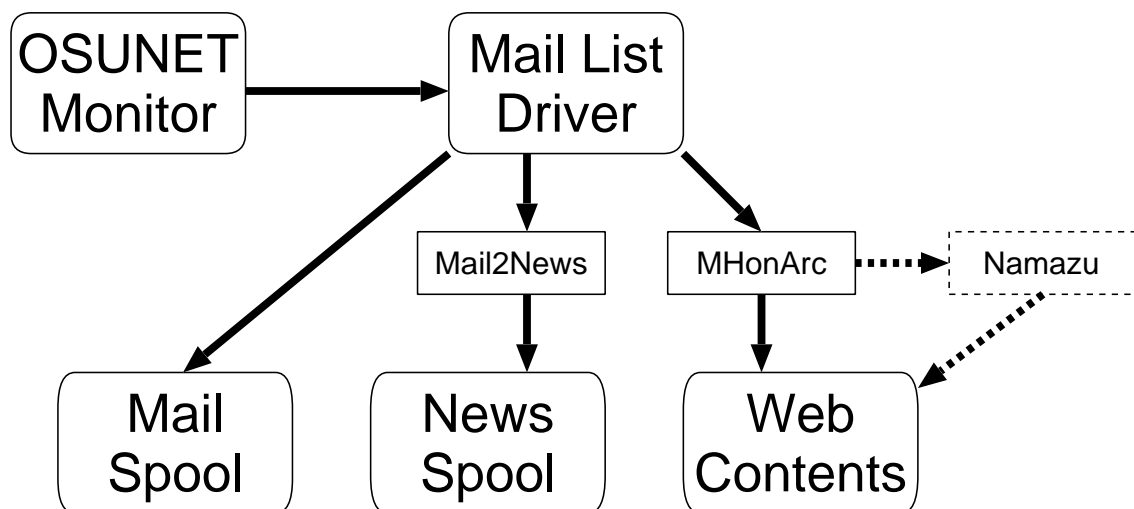 OSUNET
Monitor
Mail List
Driver
Mail2News
MHonArc
Namazu
Mail
Spool
News
Spool
Web
Contents